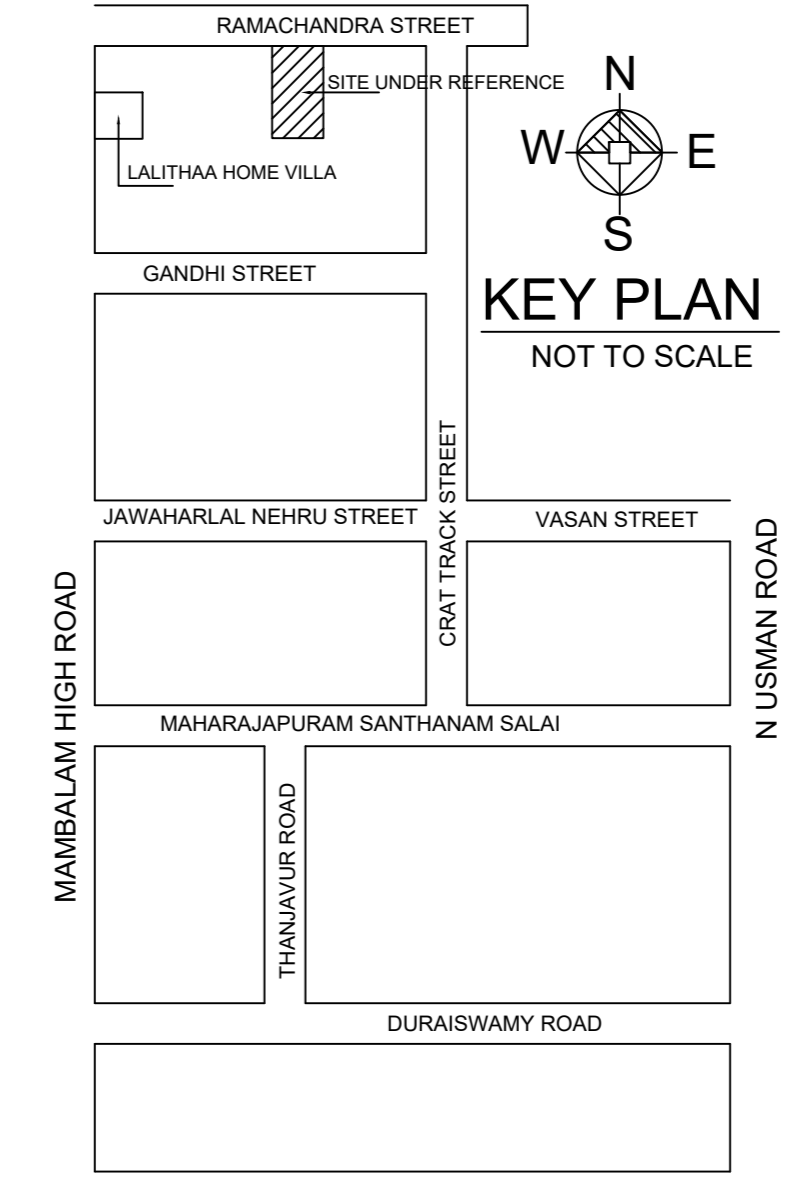 RAMACHANDRA STREET
SITE UNDER REFERENCE
N
W
E
S
LALITHAA HOME VILLA
GANDHI STREET
KEY PLAN
NOT TO SCALE
CRAT TRACK STREET
JAWAHARLAL NEHRU STREET
VASAN STREET
MAMBALAM HIGH ROAD
N USMAN ROAD
MAHARAJAPURAM SANTHANAM SALAI
THANJAVUR ROAD
DURAISWAMY ROAD